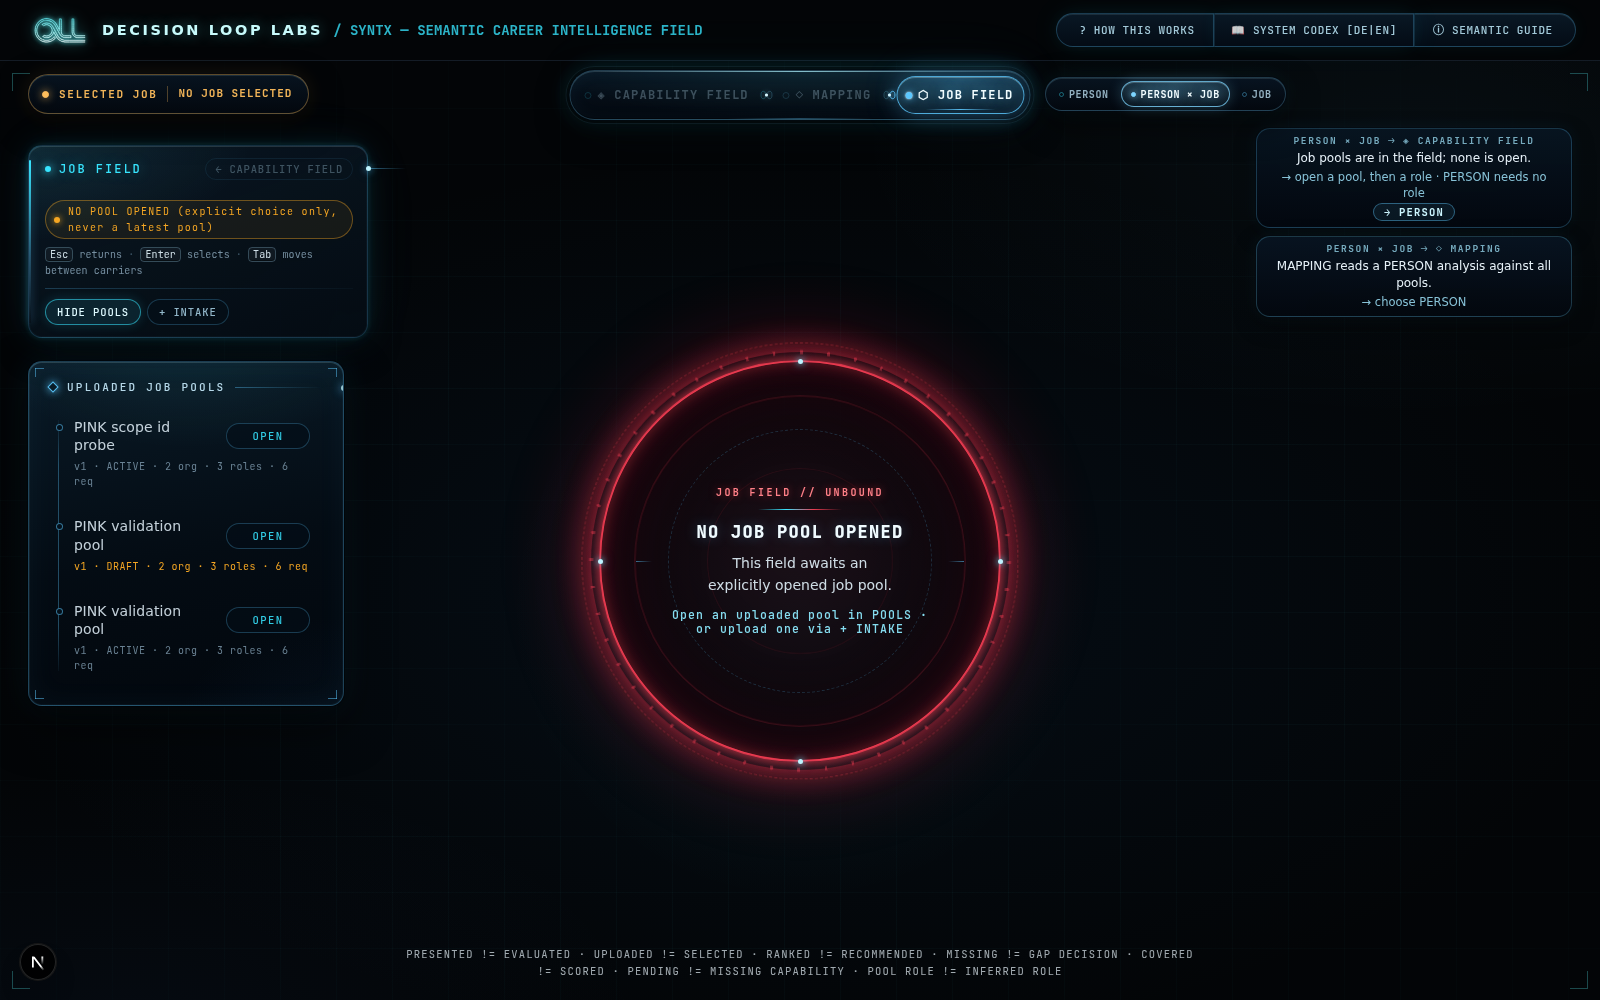 DLL DECISION LOOP LABS / SYNTX — SEMANTIC CAREER INTELLIGENCE FIELD
? HOW THIS WORKS
📖 SYSTEM CODEX [DE|EN]
ⓘ SEMANTIC GUIDE
SELECTED JOB | NO JOB SELECTED
◈ CAPABILITY FIELD
◇ MAPPING
⬡ JOB FIELD
PERSON
PERSON × JOB
JOB
JOB FIELD
← CAPABILITY FIELD
NO POOL OPENED (explicit choice only,
never a latest pool)
Esc returns · Enter selects · Tab moves
between carriers
HIDE POOLS
+ INTAKE
PERSON × JOB → ◈ CAPABILITY FIELD
Job pools are in the field; none is open.
→ open a pool, then a role · PERSON needs no
role
→ PERSON
PERSON × JOB → ◇ MAPPING
MAPPING reads a PERSON analysis against all
pools.
→ choose PERSON
UPLOADED JOB POOLS
PINK scope id
probe
OPEN
v1 · ACTIVE · 2 org · 3 roles · 6
req
PINK validation
pool
OPEN
v1 · DRAFT · 2 org · 3 roles · 6 req
PINK validation
pool
OPEN
v1 · ACTIVE · 2 org · 3 roles · 6
req
JOB FIELD // UNBOUND
NO JOB POOL OPENED
This field awaits an
explicitly opened job pool.
Open an uploaded pool in POOLS ·
or upload one via + INTAKE
N
PRESENTED != EVALUATED · UPLOADED != SELECTED · RANKED != RECOMMENDED · MISSING != GAP DECISION · COVERED
!= SCORED · PENDING != MISSING CAPABILITY · POOL ROLE != INFERRED ROLE